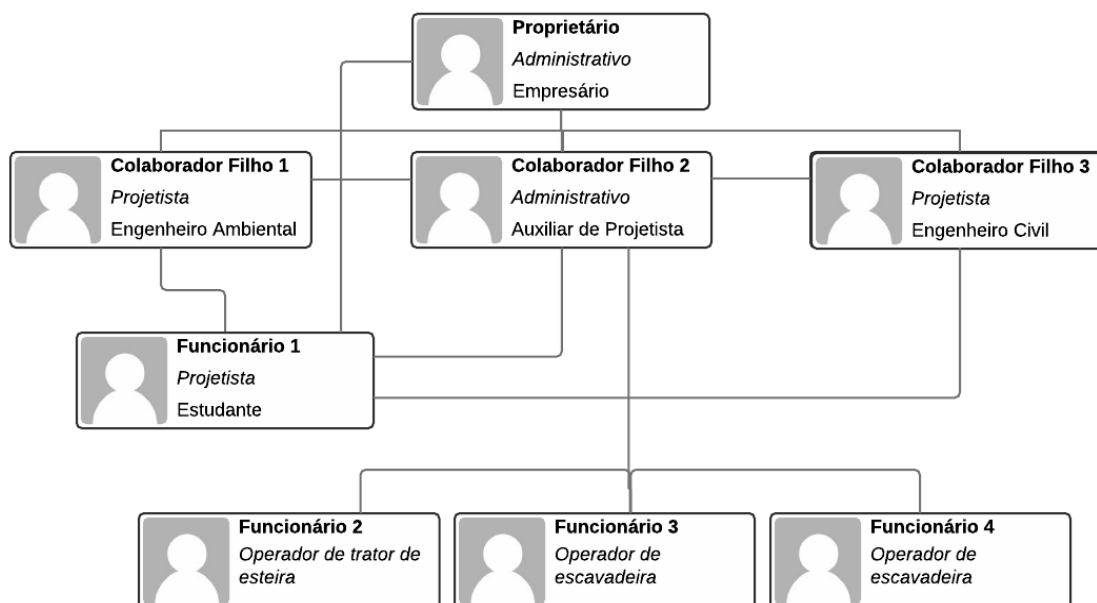 Proprietário
Administrativo
Empresário
Colaborador Filho 1
Projetista
Engenheiro Ambiental
Colaborador Filho 2
Administrativo
Auxiliar de Projetista
Colaborador Filho 3
Projetista
Engenheiro Civil
Funcionário 1
Projetista
Estudante
Funcionário 2
Operador de trator de
esteira
Funcionário 3
Operador de
escavadeira
Funcionário 4
Operador de
escavadeira